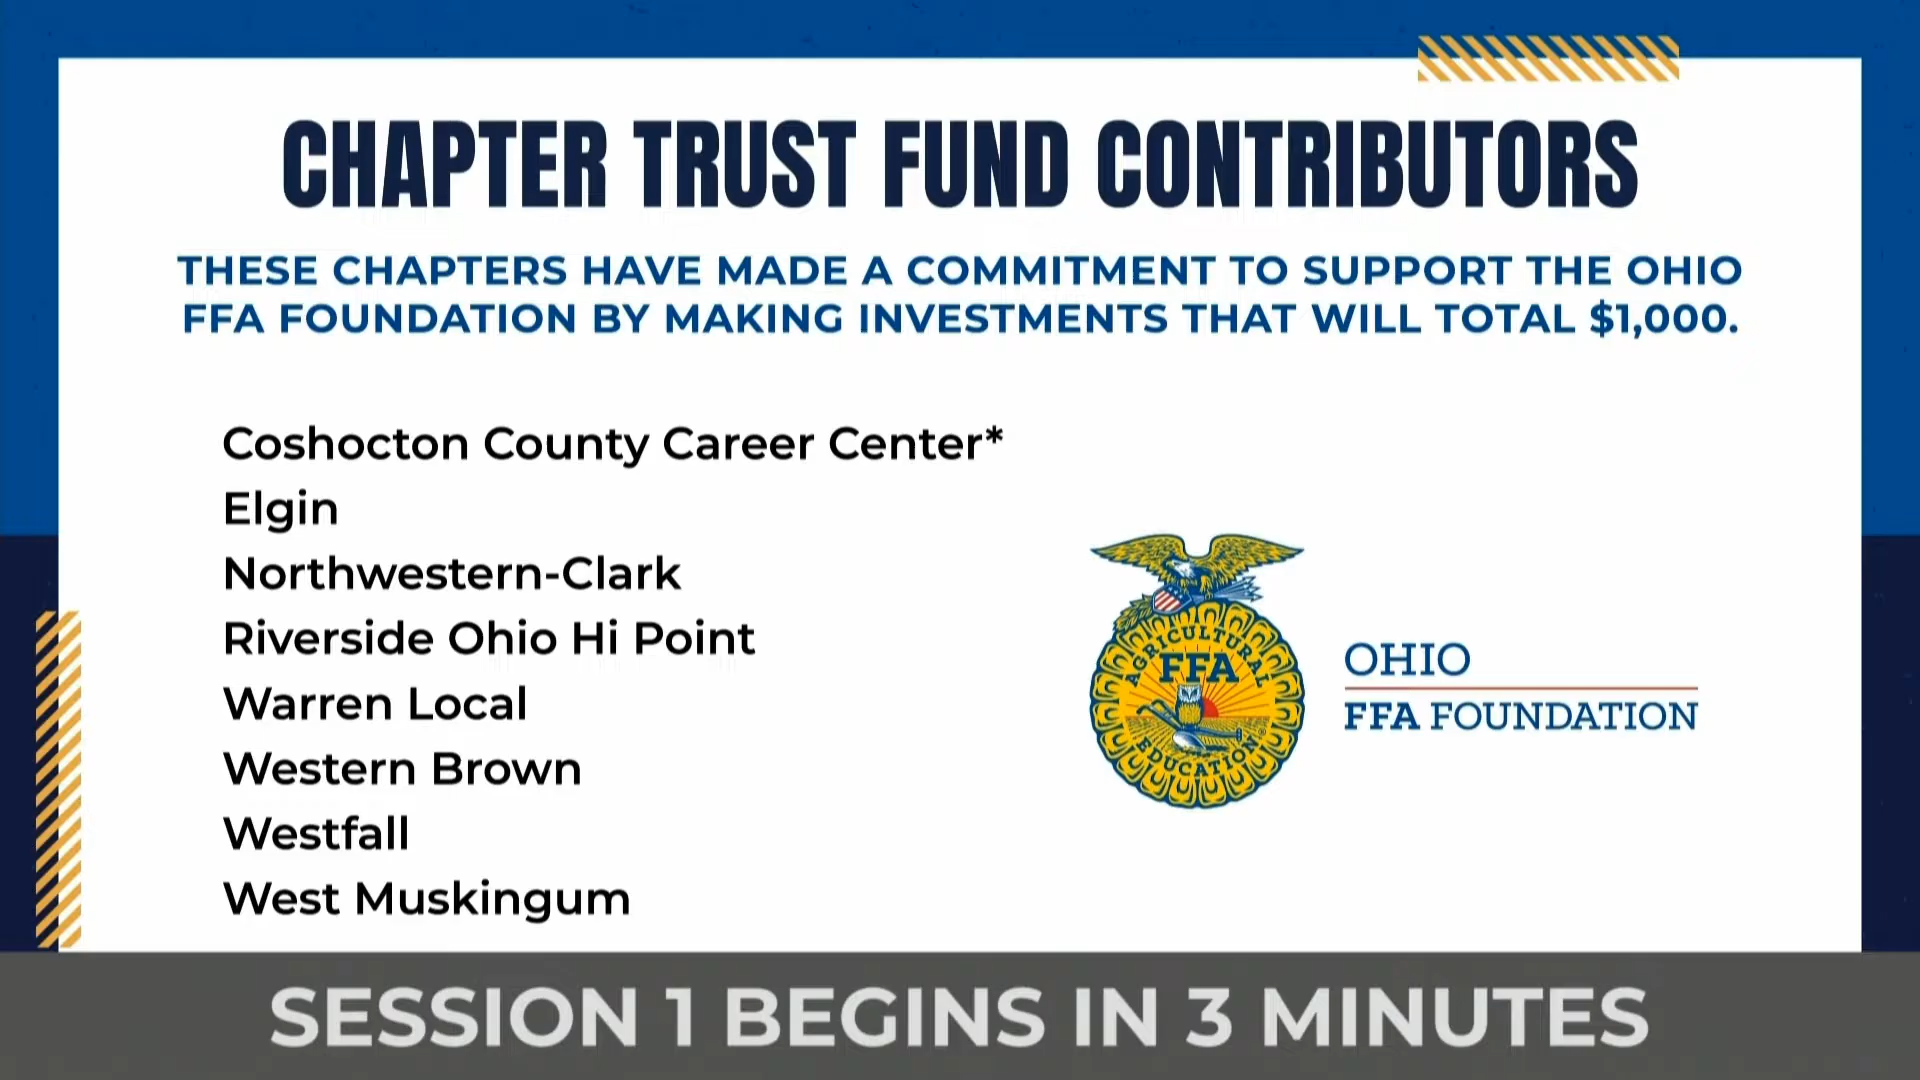 CHAPTER TRUST FUND CONTRIBUTORS
THESE CHAPTERS HAVE MADE A COMMITMENT TO SUPPORT THE OHIO
FFA FOUNDATION BY MAKING INVESTMENTS THAT WILL TOTAL $1,000.
Coshocton County Career Center*
Elgin
Northwestern-Clark
Riverside Ohio Hi Point
Warren Local
Western Brown
Westfall
West Muskingum
AGRICULTURAL
FFA
EDUCATION®
OHIO
FFA FOUNDATION
SESSION 1 BEGINS IN 3 MINUTES